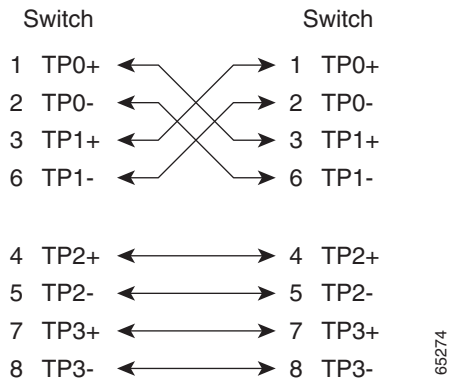 Switch Switch
1 TP0+ 1 TP0+
2 TP0- 2 TP0-
3 TP1+ 3 TP1+
6 TP1- 6 TP1-
4 TP2+ 4 TP2+
5 TP2- 5 TP2-
7 TP3+ 7 TP3+
8 TP3- 8 TP3-
65274